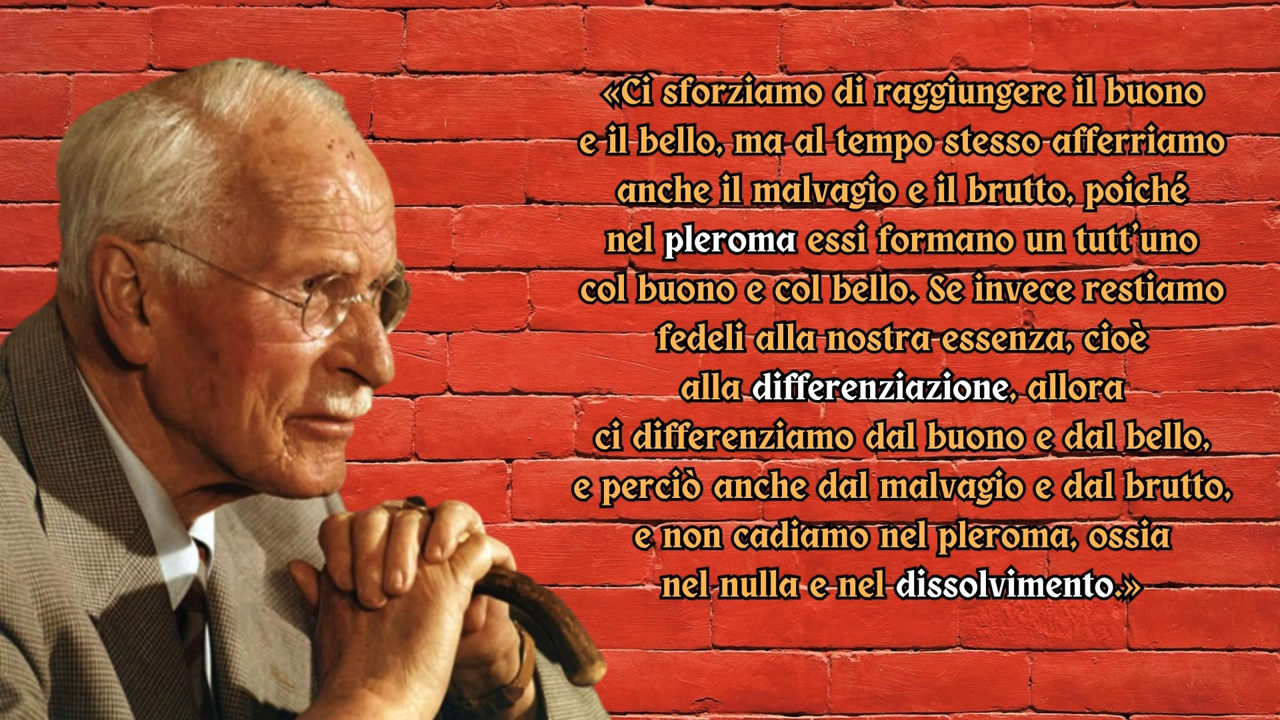 «Ci sforziamo di raggiungere il buono
e il bello, ma al tempo stesso afferriamo
anche il malvagio e il brutto, poiché
nel pleroma essi formano un tutt'uno
col buono e col bello. Se invece restiamo
fedeli alla nostra essenza, cioè
alla differenziazione, allora
ci differenziamo dal buono e dal bello,
e perciò anche dal malvagio e dal brutto,
e non cadiamo nel pleroma, ossia
nel nulla e nel dissolvimento.»